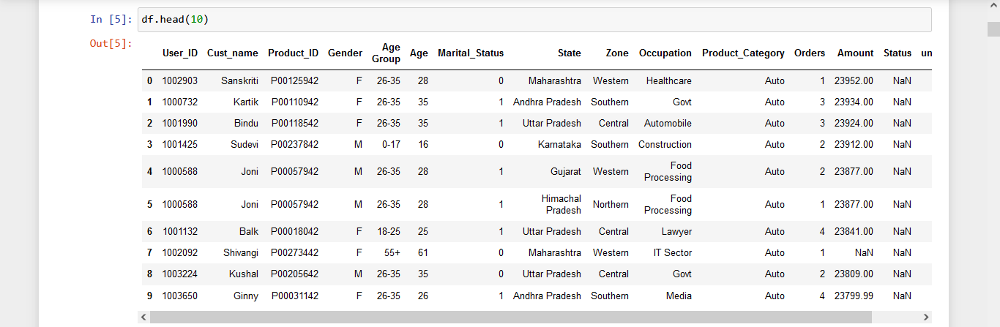 In [5]: df.head(10)
Out[5]:
User_ID Cust_name Product_ID Gender Age Group Age Marital_Status State Zone Occupation Product_Category Orders Amount Status un
0 1002903 Sanskriti P00125942 F 26-35 28 0 Maharashtra Western Healthcare Auto 1 23952.00 NaN
1 1000732 Kartik P00110942 F 26-35 35 1 Andhra Pradesh Southern Govt Auto 3 23934.00 NaN
2 1001990 Bindu P00118542 F 26-35 35 1 Uttar Pradesh Central Automobile Auto 3 23924.00 NaN
3 1001425 Sudevi P00237842 M 0-17 16 0 Karnataka Southern Construction Auto 2 23912.00 NaN
4 1000588 Joni P00057942 M 26-35 28 1 Gujarat Western Food Processing Auto 2 23877.00 NaN
5 1000588 Joni P00057942 M 26-35 28 1 Himachal Pradesh Northern Food Processing Auto 1 23877.00 NaN
6 1001132 Balk P00018042 F 18-25 25 1 Uttar Pradesh Central Lawyer Auto 4 23841.00 NaN
7 1002092 Shivangi P00273442 F 55+ 61 0 Maharashtra Western IT Sector Auto 1 NaN NaN
8 1003224 Kushal P00205642 M 26-35 35 0 Uttar Pradesh Central Govt Auto 2 23809.00 NaN
9 1003650 Ginny P00031142 F 26-35 26 1 Andhra Pradesh Southern Media Auto 4 23799.99 NaN